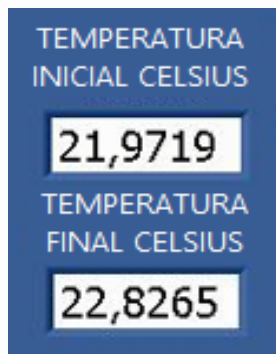 TEMPERATURA
INICIAL CELSIUS
21,9719
TEMPERATURA
FINAL CELSIUS
22,8265